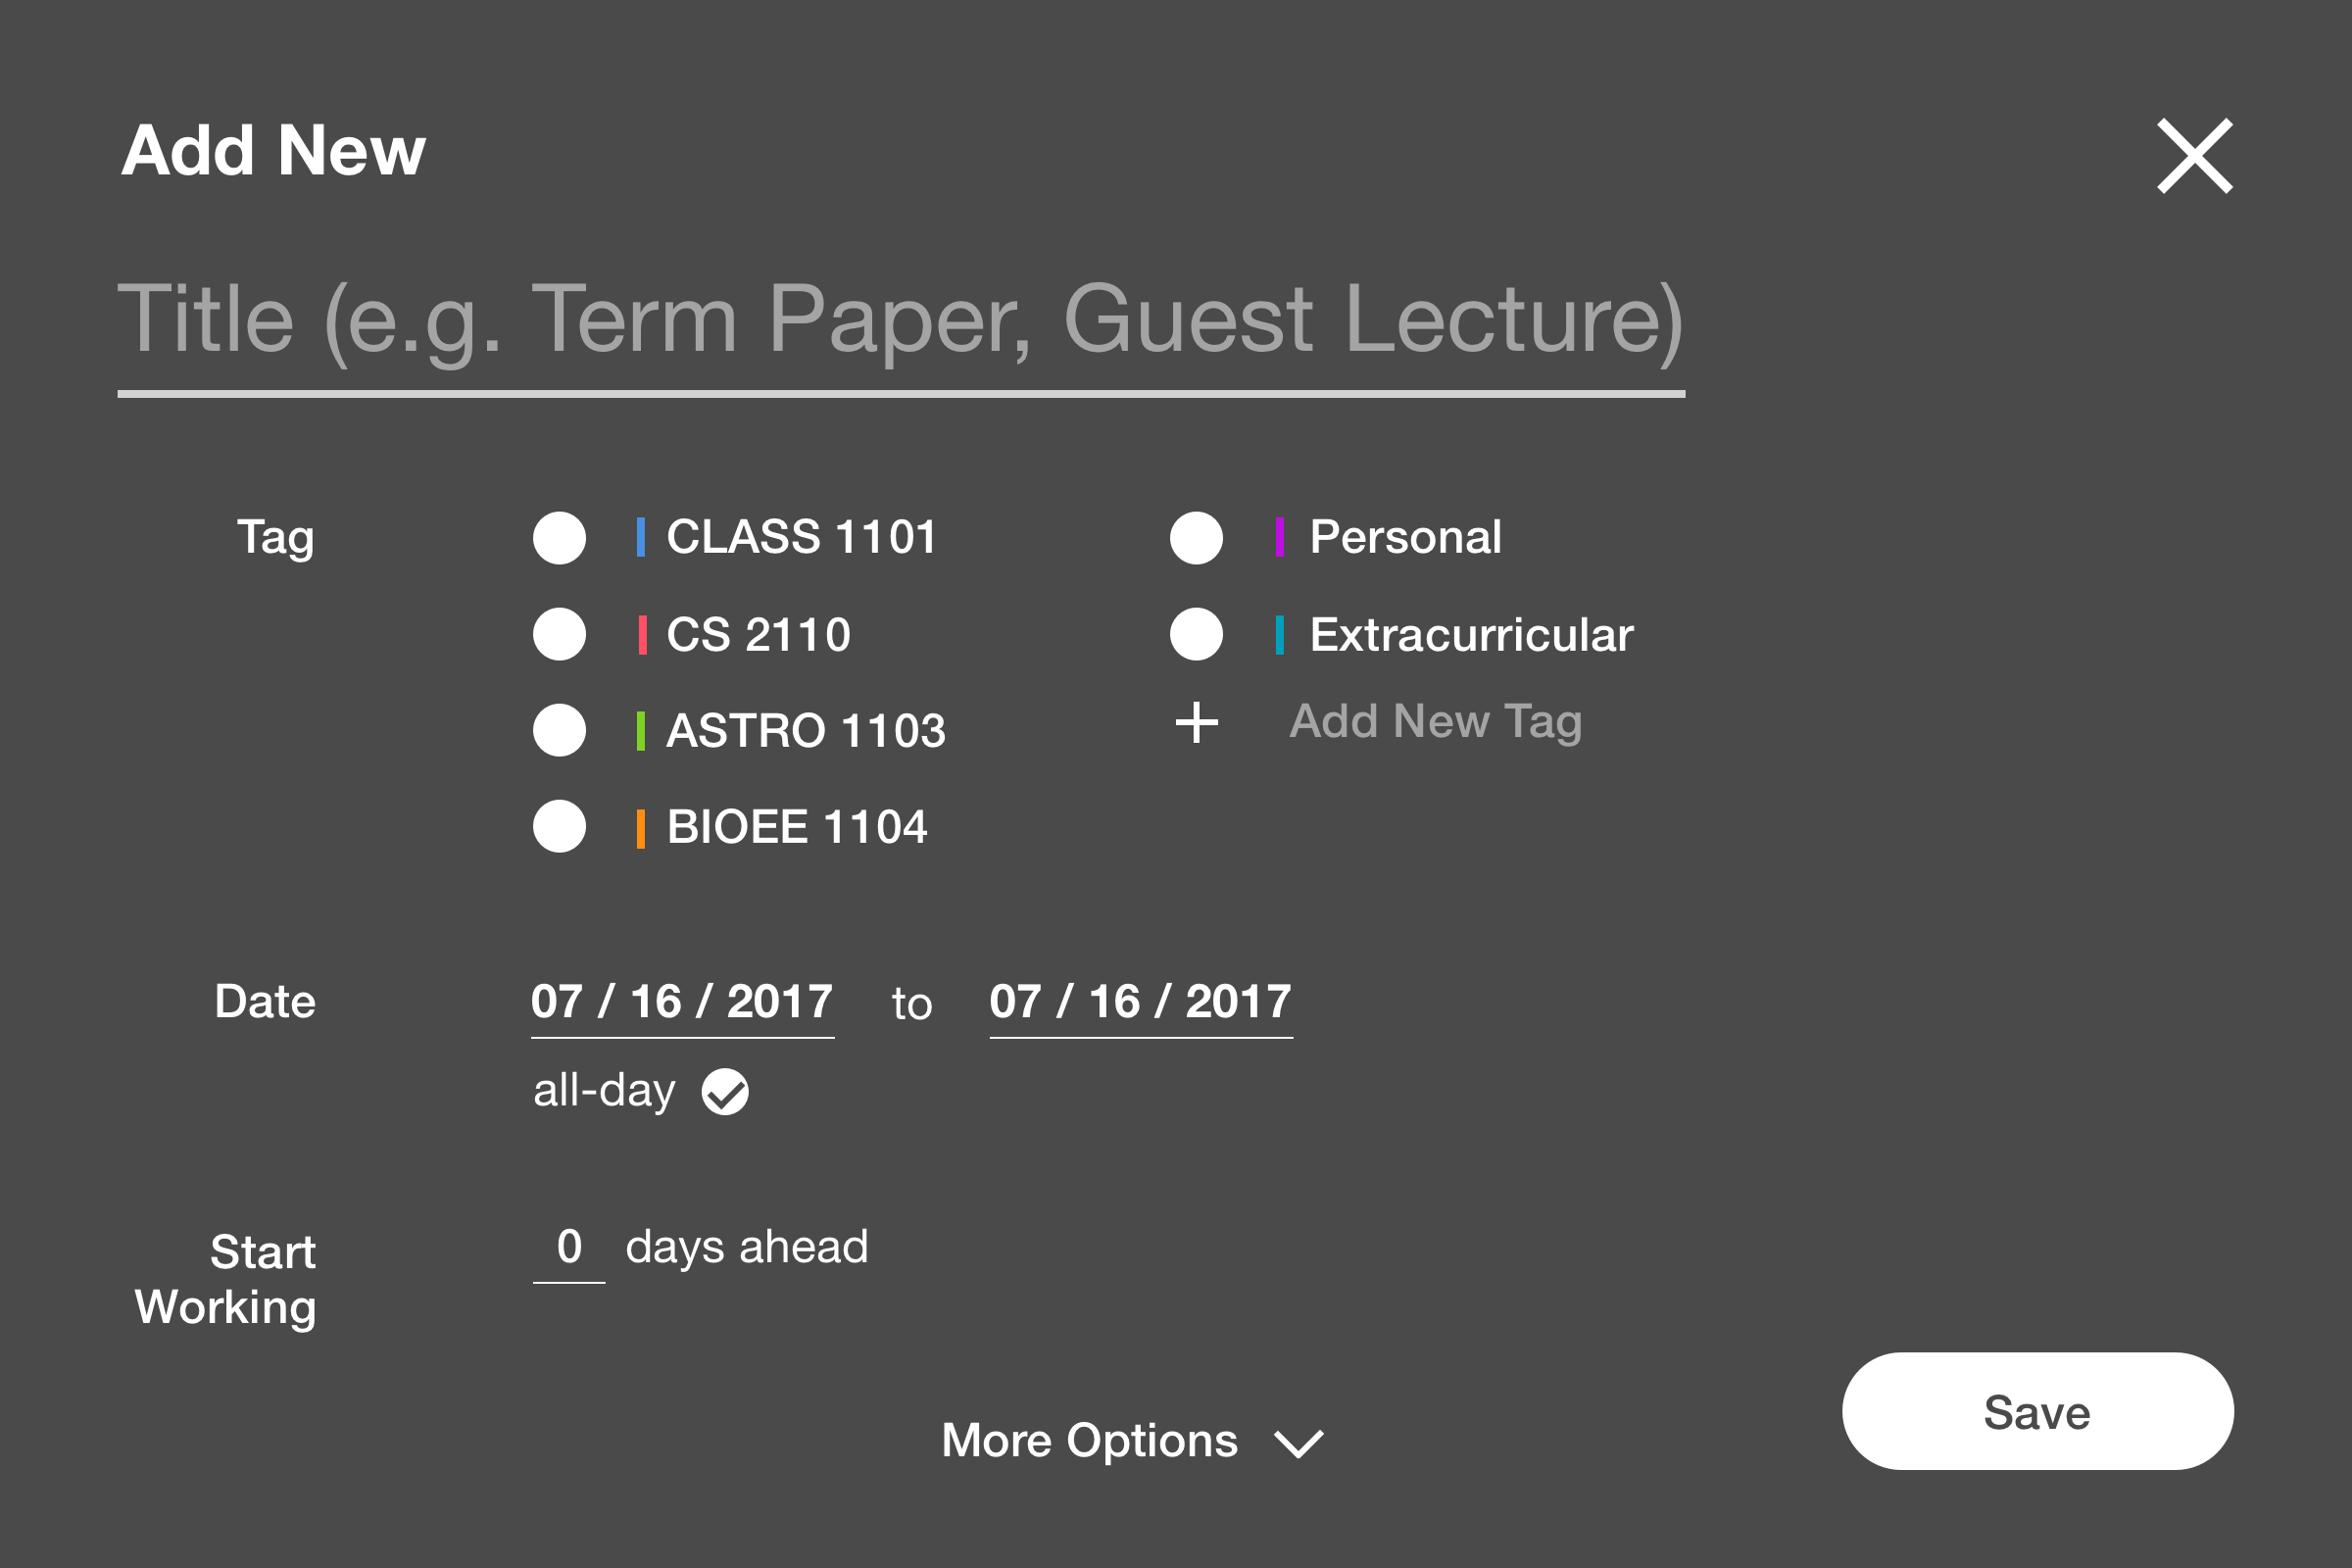 Add New
Title (e.g. Term Paper, Guest Lecture)
Tag
CLASS 1101
CS 2110
ASTRO 1103
BIOEE 1104
Personal
Extracurricular
Add New Tag
Date
07 / 16 / 2017 to 07 / 16 / 2017
all-day
Start
Working
0 days ahead
More Options
Save